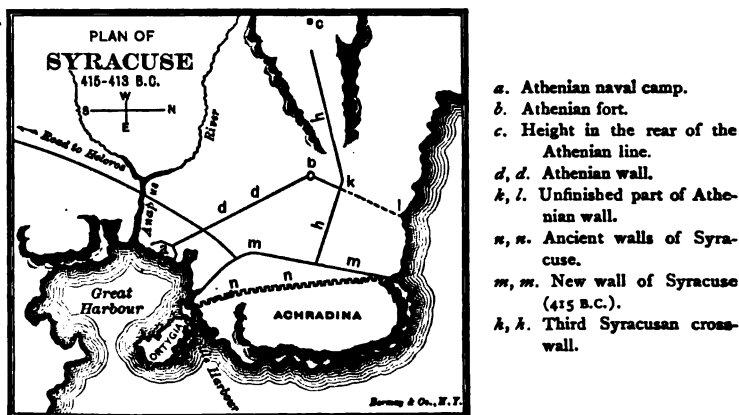 PLAN OF
SYRACUSE
415-413 B.C.
W
S N
E
River
Road to Heloros
Anapus
c
h
b
k
d d
l
h
a
m m
n n
Great
Harbour
ACHRADINA
ORTYGIA
Harbour
Bormay & Co., N.Y.
a. Athenian naval camp.
b. Athenian fort.
c. Height in the rear of the
Athenian line.
d, d. Athenian wall.
k, l. Unfinished part of Athe-
nian wall.
n, n. Ancient walls of Syra-
cuse.
m, m. New wall of Syracuse
(415 B.C.).
h, h. Third Syracusan cross-
wall.